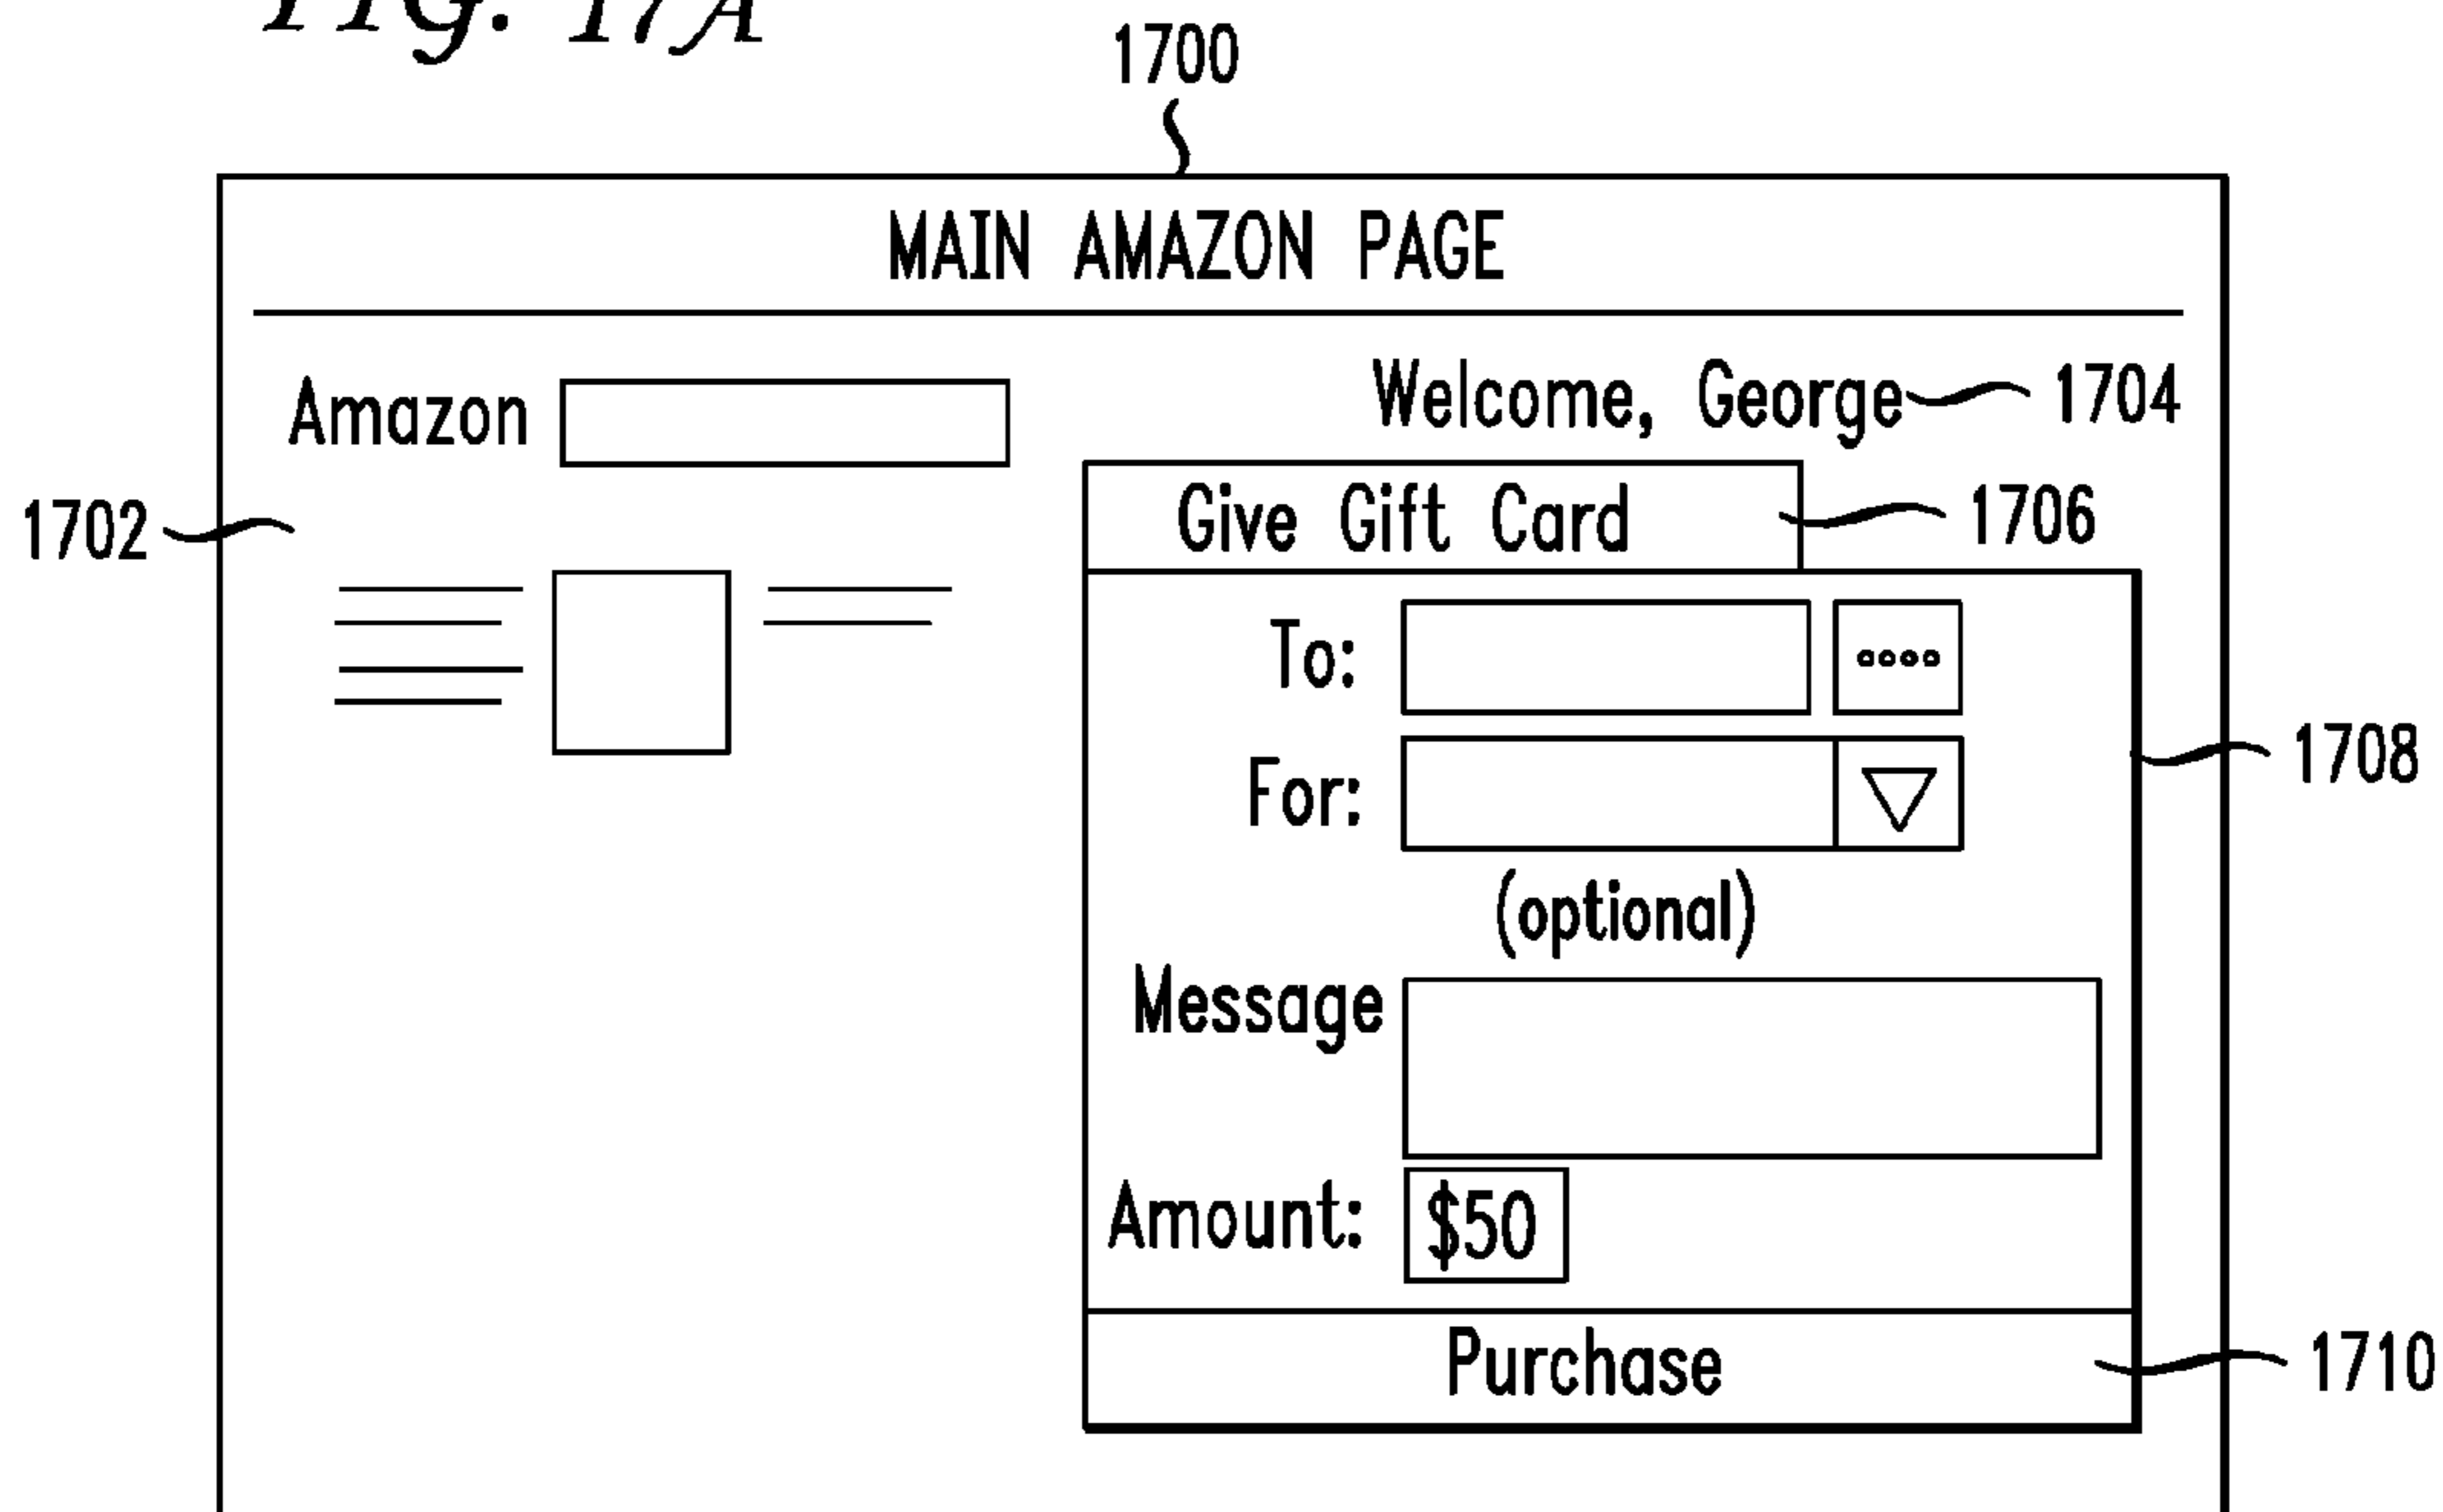 FIG. 17A
1700
MAIN AMAZON PAGE
Amazon
Welcome, George
1704
1702
Give Gift Card
1706
To:
For:
1708
(optional)
Message
Amount:
$50
Purchase
1710